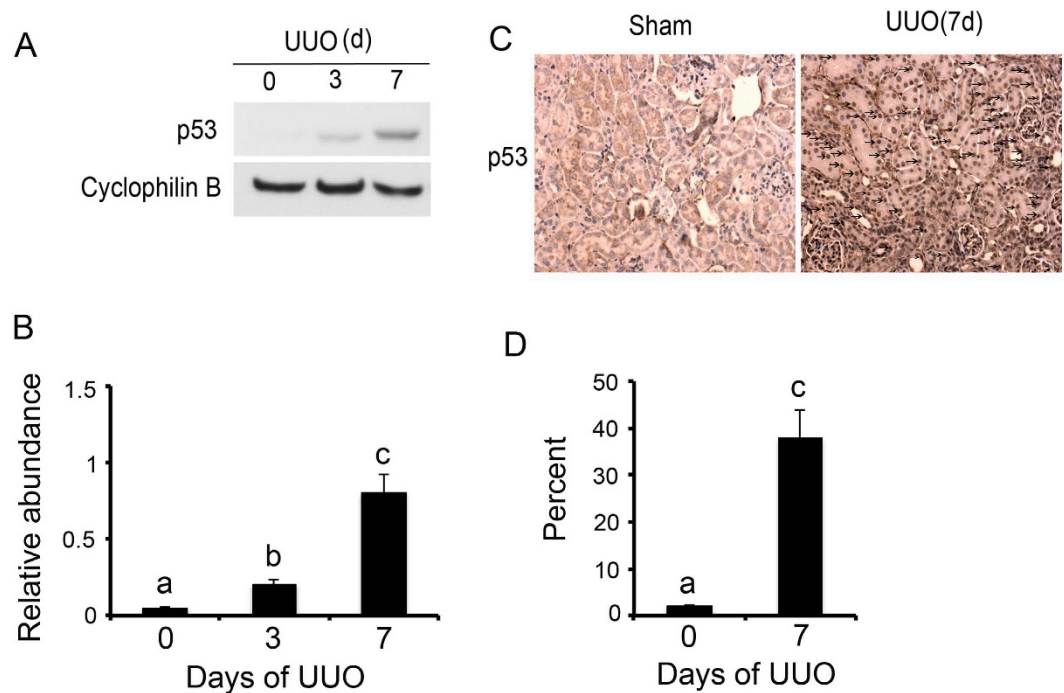 A
UUO (d)
0 3 7
p53
Cyclophilin B
B
Relative abundance
1.5
1
0.5
0
a
b
c
0 3 7
Days of UUO
C
Sham UUO(7d)
p53
D
Percent
50
40
30
20
10
0
a
c
0 7
Days of UUO